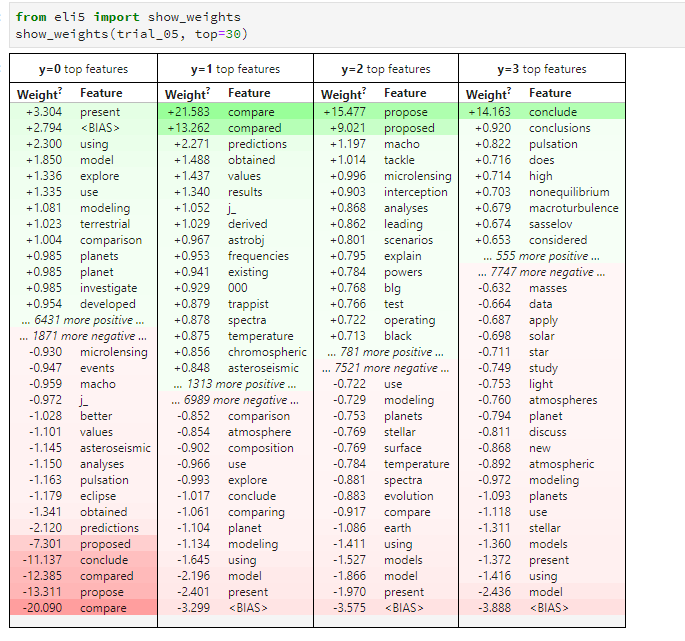 from eli5 import show_weights
show_weights(trial_05, top=30)
y=0 top features
Weight? Feature
+3.304 present
+2.794 <BIAS>
+2.300 using
+1.850 model
+1.336 explore
+1.335 use
+1.081 modeling
+1.023 terrestrial
+1.004 comparison
+0.985 planets
+0.985 planet
+0.985 investigate
+0.954 developed
… 6431 more positive …
… 1871 more negative …
-0.930 microlensing
-0.947 events
-0.959 macho
-0.972 j_
-1.028 better
-1.101 values
-1.145 asteroseismic
-1.150 analyses
-1.163 pulsation
-1.179 eclipse
-1.341 obtained
-2.120 predictions
-7.301 proposed
-11.137 conclude
-12.385 compared
-13.311 propose
-20.090 compare
y=1 top features
Weight? Feature
+21.583 compare
+13.262 compared
+2.271 predictions
+1.488 obtained
+1.437 values
+1.340 results
+1.052 j_
+1.029 derived
+0.967 astrobj
+0.953 frequencies
+0.941 existing
+0.929 000
+0.879 trappist
+0.878 spectra
+0.875 temperature
+0.856 chromospheric
+0.848 asteroseismic
… 1313 more positive …
… 6989 more negative …
-0.852 comparison
-0.854 atmosphere
-0.902 composition
-0.966 use
-0.993 explore
-1.017 conclude
-1.061 comparing
-1.104 planet
-1.134 modeling
-1.645 using
-2.196 model
-2.401 present
-3.299 <BIAS>
y=2 top features
Weight? Feature
+15.477 propose
+9.021 proposed
+1.197 macho
+1.014 tackle
+0.996 microlensing
+0.903 interception
+0.868 analyses
+0.862 leading
+0.801 scenarios
+0.795 explain
+0.784 powers
+0.768 blg
+0.766 test
+0.722 operating
+0.713 black
… 781 more positive …
… 7521 more negative …
-0.722 use
-0.729 modeling
-0.753 planets
-0.769 stellar
-0.769 surface
-0.784 temperature
-0.881 spectra
-0.883 evolution
-0.917 compare
-1.086 earth
-1.411 using
-1.527 models
-1.866 model
-1.970 present
-3.575 <BIAS>
y=3 top features
Weight? Feature
+14.163 conclude
+0.920 conclusions
+0.822 pulsation
+0.716 does
+0.714 high
+0.703 nonequilibrium
+0.679 macroturbulence
+0.674 sasselov
+0.653 considered
… 555 more positive …
… 7747 more negative …
-0.632 masses
-0.664 data
-0.687 apply
-0.698 solar
-0.711 star
-0.749 study
-0.753 light
-0.760 atmospheres
-0.794 planet
-0.811 discuss
-0.868 new
-0.892 atmospheric
-0.972 modeling
-1.093 planets
-1.118 use
-1.311 stellar
-1.360 models
-1.372 present
-1.416 using
-2.436 model
-3.888 <BIAS>